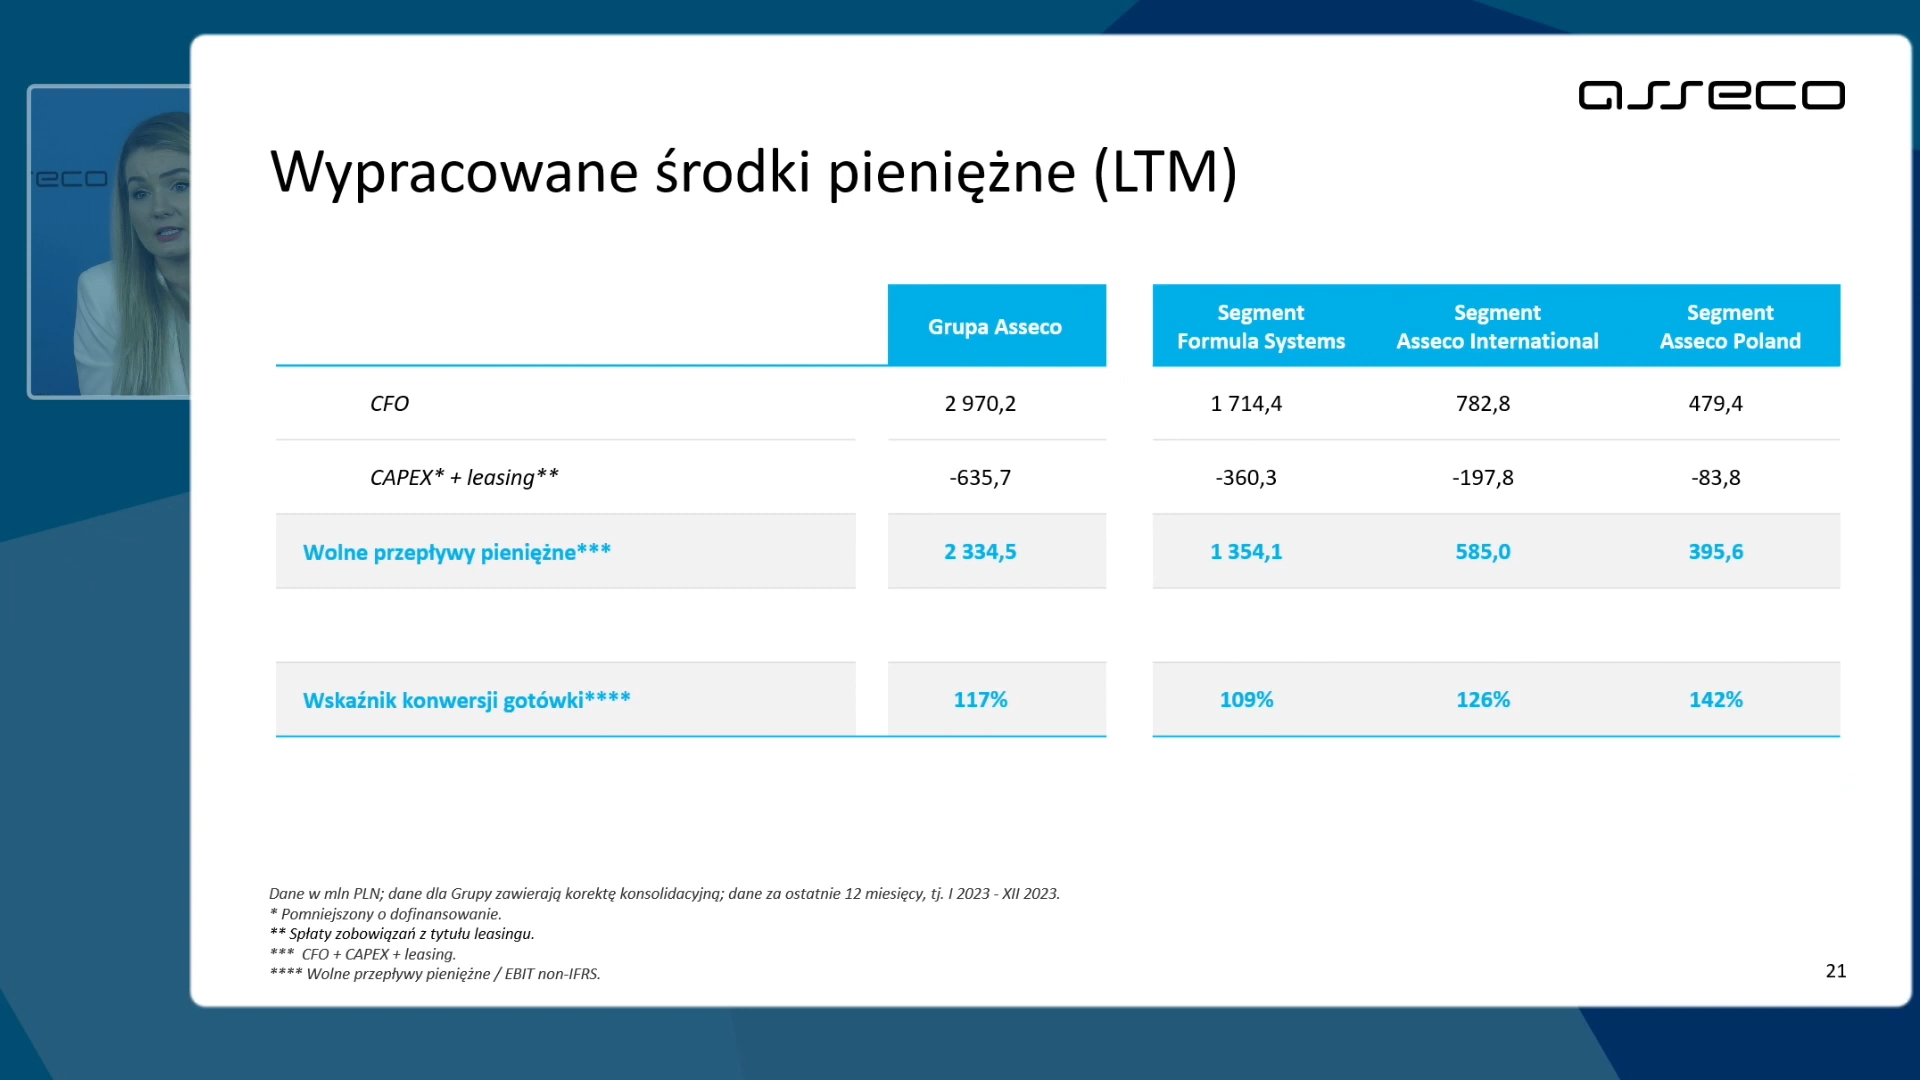 asseco
Wypracowane środki pieniężne (LTM)
Grupa Asseco
Segment Formula Systems
Segment Asseco International
Segment Asseco Poland
CFO 2 970,2 1 714,4 782,8 479,4
CAPEX* + leasing** -635,7 -360,3 -197,8 -83,8
Wolne przepływy pieniężne*** 2 334,5 1 354,1 585,0 395,6
Wskaźnik konwersji gotówki**** 117% 109% 126% 142%
Dane w mln PLN; dane dla Grupy zawierają korektę konsolidacyjną; dane za ostatnie 12 miesięcy, tj. I 2023 - XII 2023.
* Pomniejszony o dofinansowanie.
** Spłaty zobowiązań z tytułu leasingu.
*** CFO + CAPEX + leasing.
**** Wolne przepływy pieniężne / EBIT non-IFRS.
21